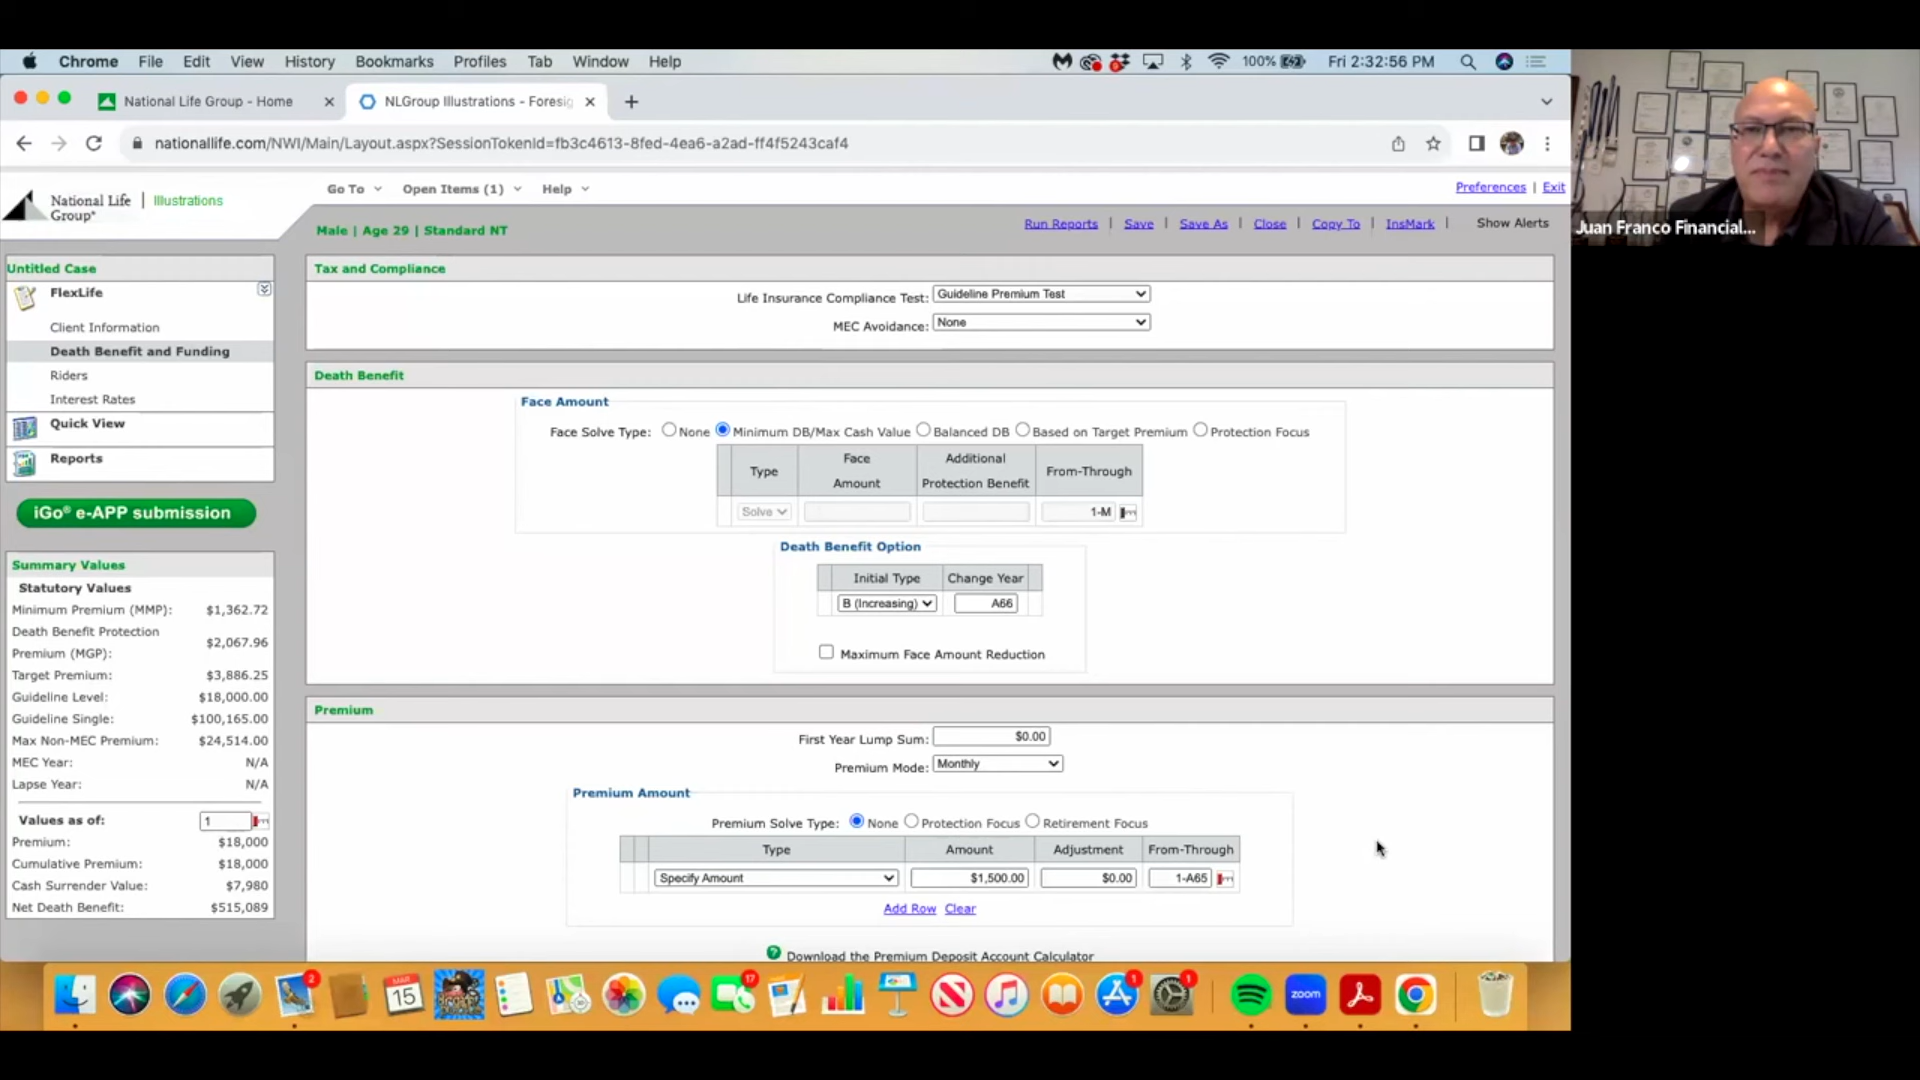 Chrome File Edit View History Bookmarks Profiles Tab Window Help 100% Fri 2:32:56 PM
National Life Group - Home NLGroup Illustrations - Foresig
nationallife.com/NWI/Main/Layout.aspx?SessionTokenId=fb3c4613-8fed-4ea6-a2ad-ff4f5243caf4
National Life Group® | Illustrations
Go To Open Items (1) Help
Preferences | Exit
Male | Age 29 | Standard NT
Run Reports | Save | Save As | Close | Copy To | InsMark | Show Alerts
Juan Franco Financial...
Untitled Case
FlexLife
Client Information
Death Benefit and Funding
Riders
Interest Rates
Quick View
Reports
iGo® e-APP submission
Summary Values
Statutory Values
Minimum Premium (MMP): $1,362.72
Death Benefit Protection
Premium (MGP): $2,067.96
Target Premium: $3,886.25
Guideline Level: $18,000.00
Guideline Single: $100,165.00
Max Non-MEC Premium: $24,514.00
MEC Year: N/A
Lapse Year: N/A
Values as of: 1
Premium: $18,000
Cumulative Premium: $18,000
Cash Surrender Value: $7,980
Net Death Benefit: $515,089
Tax and Compliance
Life Insurance Compliance Test: Guideline Premium Test
MEC Avoidance: None
Death Benefit
Face Amount
Face Solve Type: None Minimum DB/Max Cash Value Balanced DB Based on Target Premium Protection Focus
Type Face Amount Additional Protection Benefit From-Through
Solve 1-M
Death Benefit Option
Initial Type Change Year
B (Increasing) A66
Maximum Face Amount Reduction
Premium
First Year Lump Sum: $0.00
Premium Mode: Monthly
Premium Amount
Premium Solve Type: None Protection Focus Retirement Focus
Type Amount Adjustment From-Through
Specify Amount $1,500.00 $0.00 1-A65
Add Row Clear
? Download the Premium Deposit Account Calculator
2 MAR 15 17 1 1 zoom